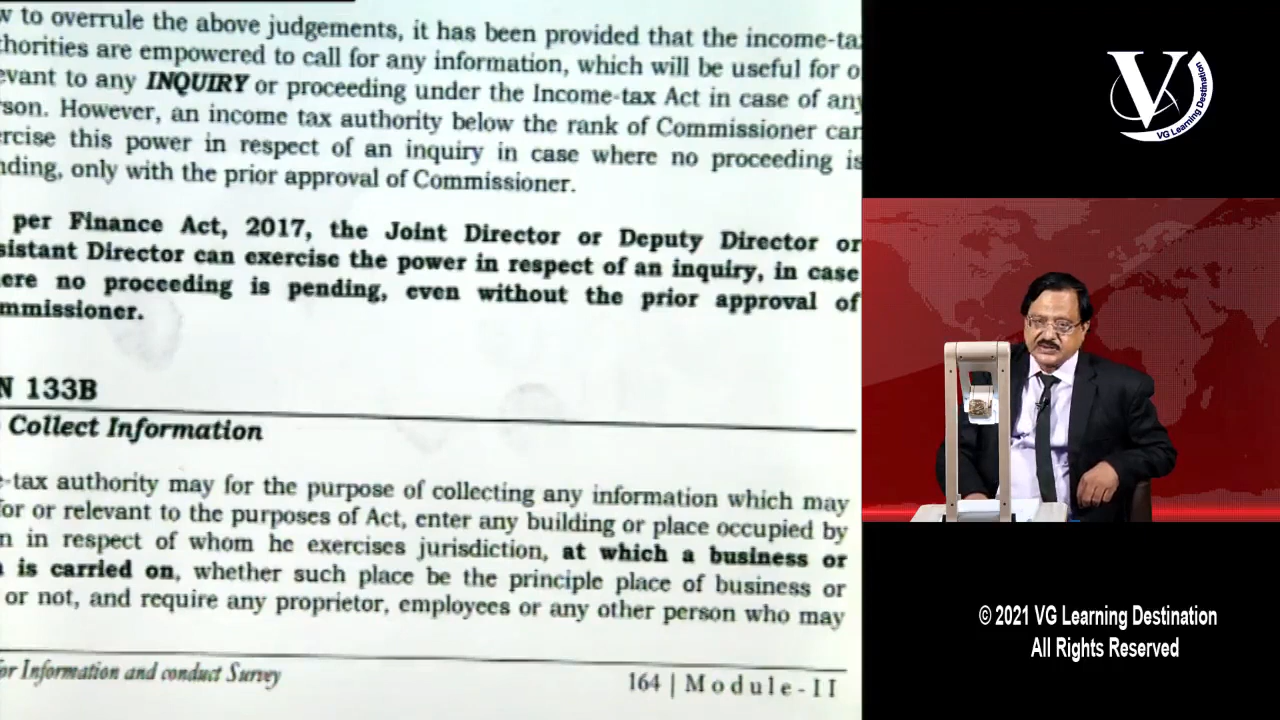 w to overrule the above judgements, it has been provided that the income-ta
thorities are empowered to call for any information, which will be useful for o
evant to any INQUIRY or proceeding under the Income-tax Act in case of any
rson. However, an income tax authority below the rank of Commissioner can
ercise this power in respect of an inquiry in case where no proceeding is
nding, only with the prior approval of Commissioner.
per Finance Act, 2017, the Joint Director or Deputy Director or
sistant Director can exercise the power in respect of an inquiry, in case
ere no proceeding is pending, even without the prior approval of
mmissioner.
N 133B
Collect Information
e-tax authority may for the purpose of collecting any information which may
for or relevant to the purposes of Act, enter any building or place occupied by
n in respect of whom he exercises jurisdiction, at which a business or
is carried on, whether such place be the principle place of business or
or not, and require any proprietor, employees or any other person who may
for Information and conduct Survey
164 | Module-II
V
VG Learning Destination
© 2021 VG Learning Destination
All Rights Reserved